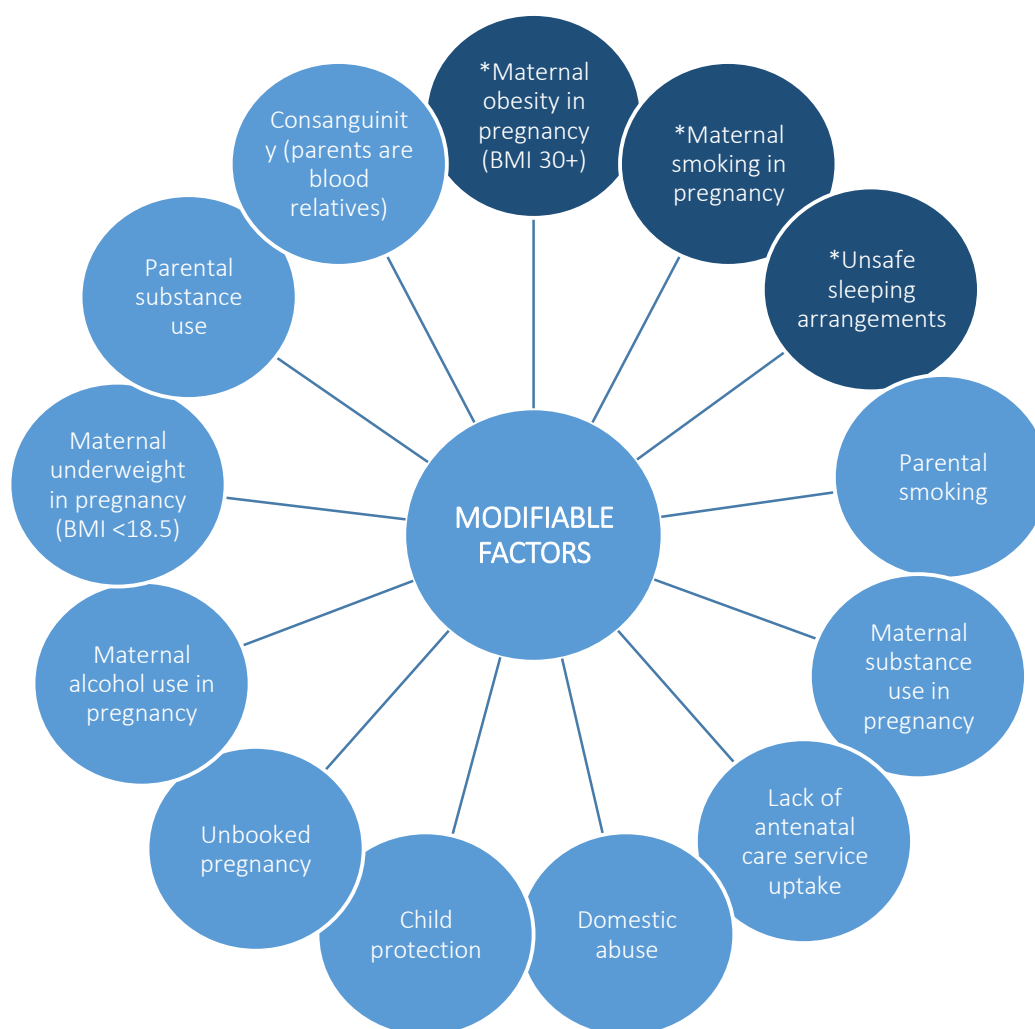 *Maternal
obesity in
pregnancy
(BMI 30+)
*Maternal
smoking in
pregnancy
*Unsafe
sleeping
arrangements
Parental
smoking
Maternal
substance
use in
pregnancy
Lack of
antenatal
care service
uptake
Domestic
abuse
Child
protection
Unbooked
pregnancy
Maternal
alcohol use in
pregnancy
Maternal
underweight
in pregnancy
(BMI <18.5)
Parental
substance
use
Consanguinit
y (parents are
blood
relatives)
MODIFIABLE
FACTORS